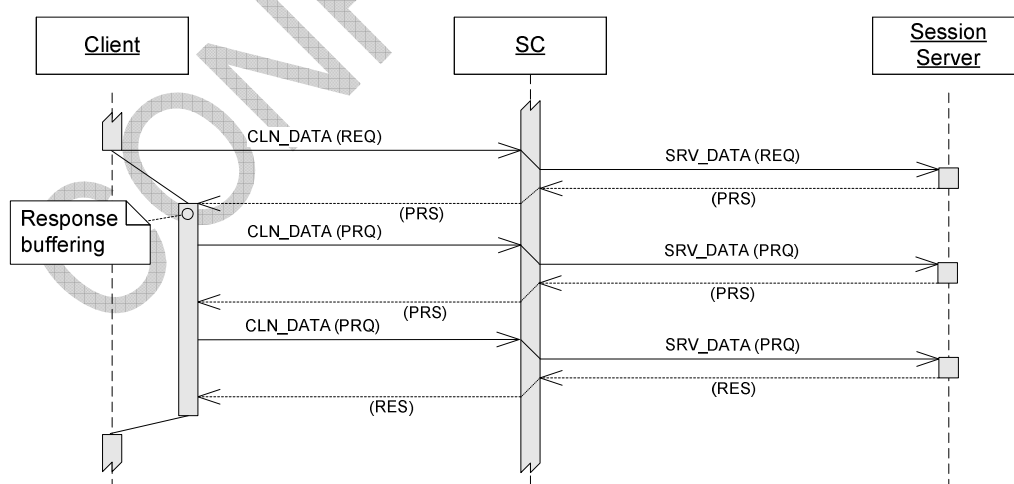 Client
SC
Session
Server
CLN_DATA (REQ)
SRV_DATA (REQ)
(PRS)
(PRS)
Response
buffering
CLN_DATA (PRQ)
SRV_DATA (PRQ)
(PRS)
(PRS)
CLN_DATA (PRQ)
SRV_DATA (PRQ)
(RES)
(RES)